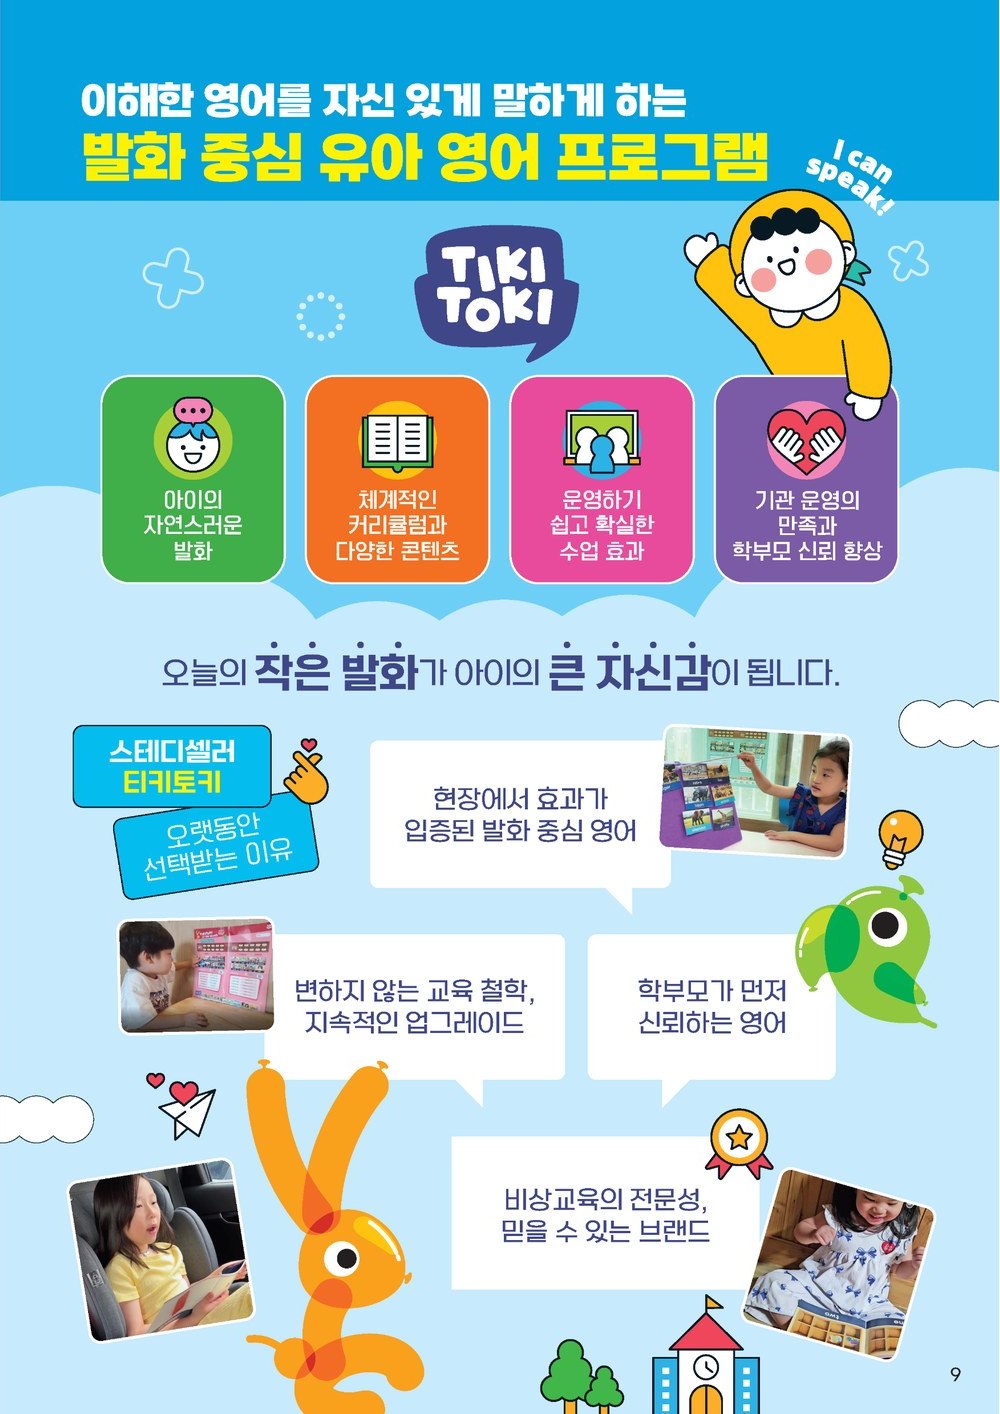 이해한 영어를 자신 있게 말하게 하는
발화 중심 유아 영어 프로그램
I can
speak!
TIKI
TOKI
아이의
자연스러운
발화
체계적인
커리큘럼과
다양한 콘텐츠
운영하기
쉽고 확실한
수업 효과
기관 운영의
만족과
학부모 신뢰 향상
오늘의 작은 발화가 아이의 큰 자신감이 됩니다.
스테디셀러
티키토키
오랫동안
선택받는 이유
현장에서 효과가
입증된 발화 중심 영어
변하지 않는 교육 철학,
지속적인 업그레이드
학부모가 먼저
신뢰하는 영어
비상교육의 전문성,
믿을 수 있는 브랜드
9